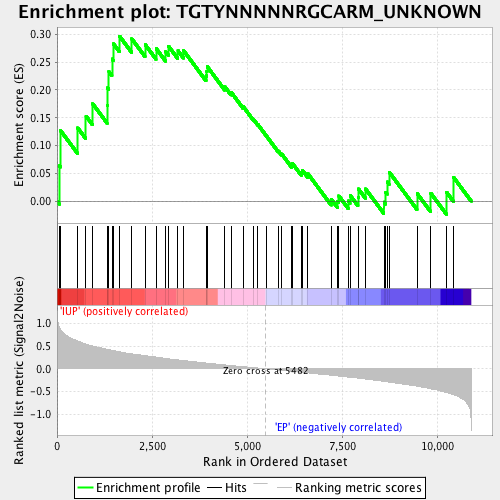 Enrichment plot: TGTYNNNNNRGCARM_UNKNOWN
Enrichment score (ES)
0.30
0.25
0.20
0.15
0.10
0.05
0.00
Ranked list metric (Signal2Noise)
'IUP' (positively correlated)
1.0
0.5
0.0
-0.5
-1.0
Zero cross at 5482
'EP' (negatively correlated)
0
2,500
5,000
7,500
10,000
Rank in Ordered Dataset
Enrichment profile
Hits
Ranking metric scores